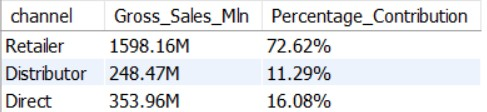 channel Gross_Sales_Mln Percentage_Contribution
Retailer 1598.16M 72.62%
Distributor 248.47M 11.29%
Direct 353.96M 16.08%